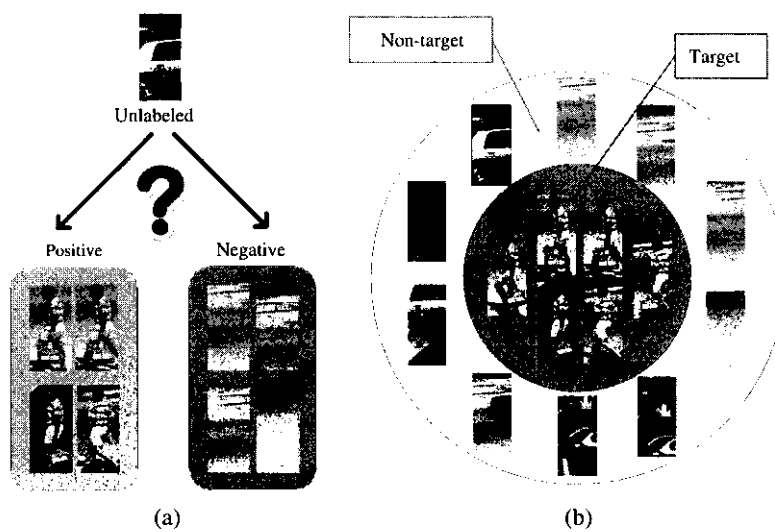 Unlabeled
?
Positive
Negative
(a)
Non-target
Target
(b)